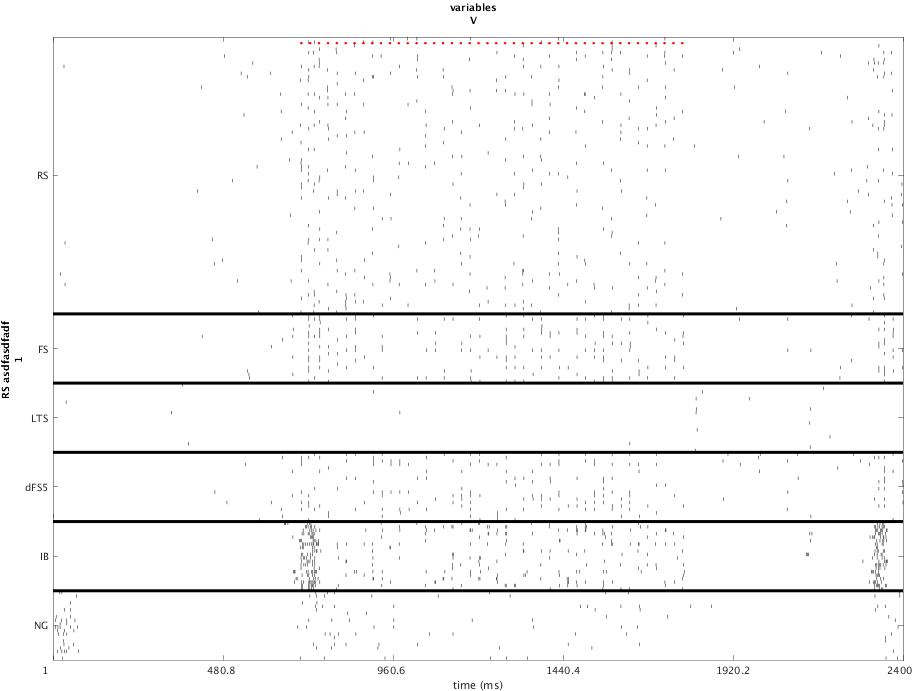 variables
V
RS
FS
LTS
dFS5
IB
NG
RS asdfasdfadf
1
1 480.8 960.6 1440.4 1920.2 2400
time (ms)